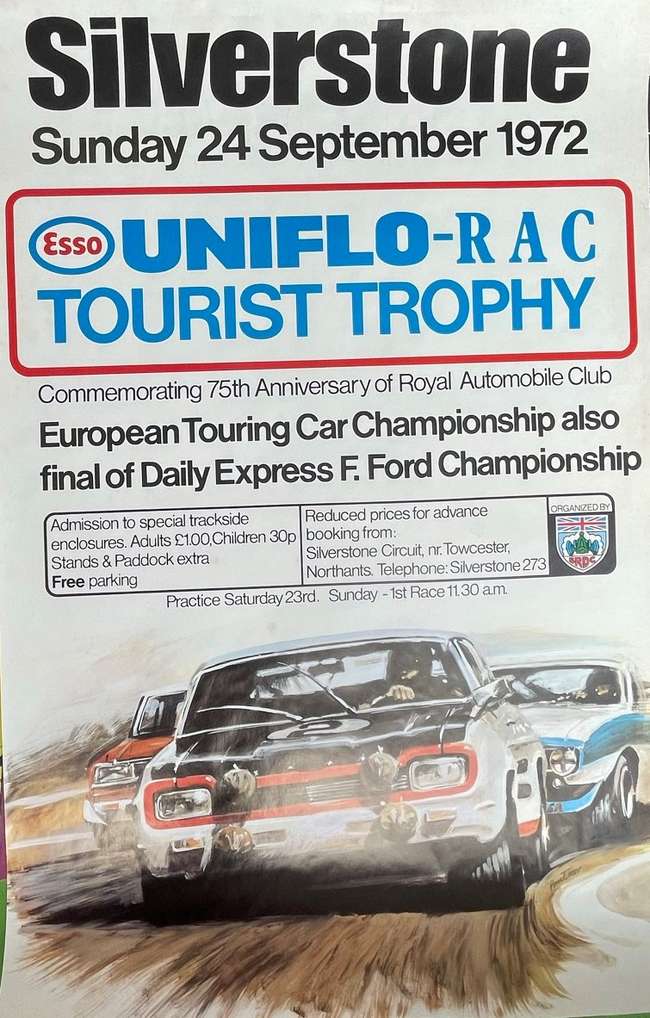 Silverstone
Sunday 24 September 1972
Esso UNIFLO-RAC
TOURIST TROPHY
Commemorating 75th Anniversary of Royal Automobile Club
European Touring Car Championship also
final of Daily Express F. Ford Championship
Admission to special trackside
enclosures. Adults £1.00, Children 30p
Stands & Paddock extra
Free parking
Reduced prices for advance
booking from:
Silverstone Circuit, nr. Towcester,
Northants. Telephone: Silverstone 273
ORGANIZED BY
BRDC
Practice Saturday 23rd. Sunday - 1st Race 11.30 a.m.